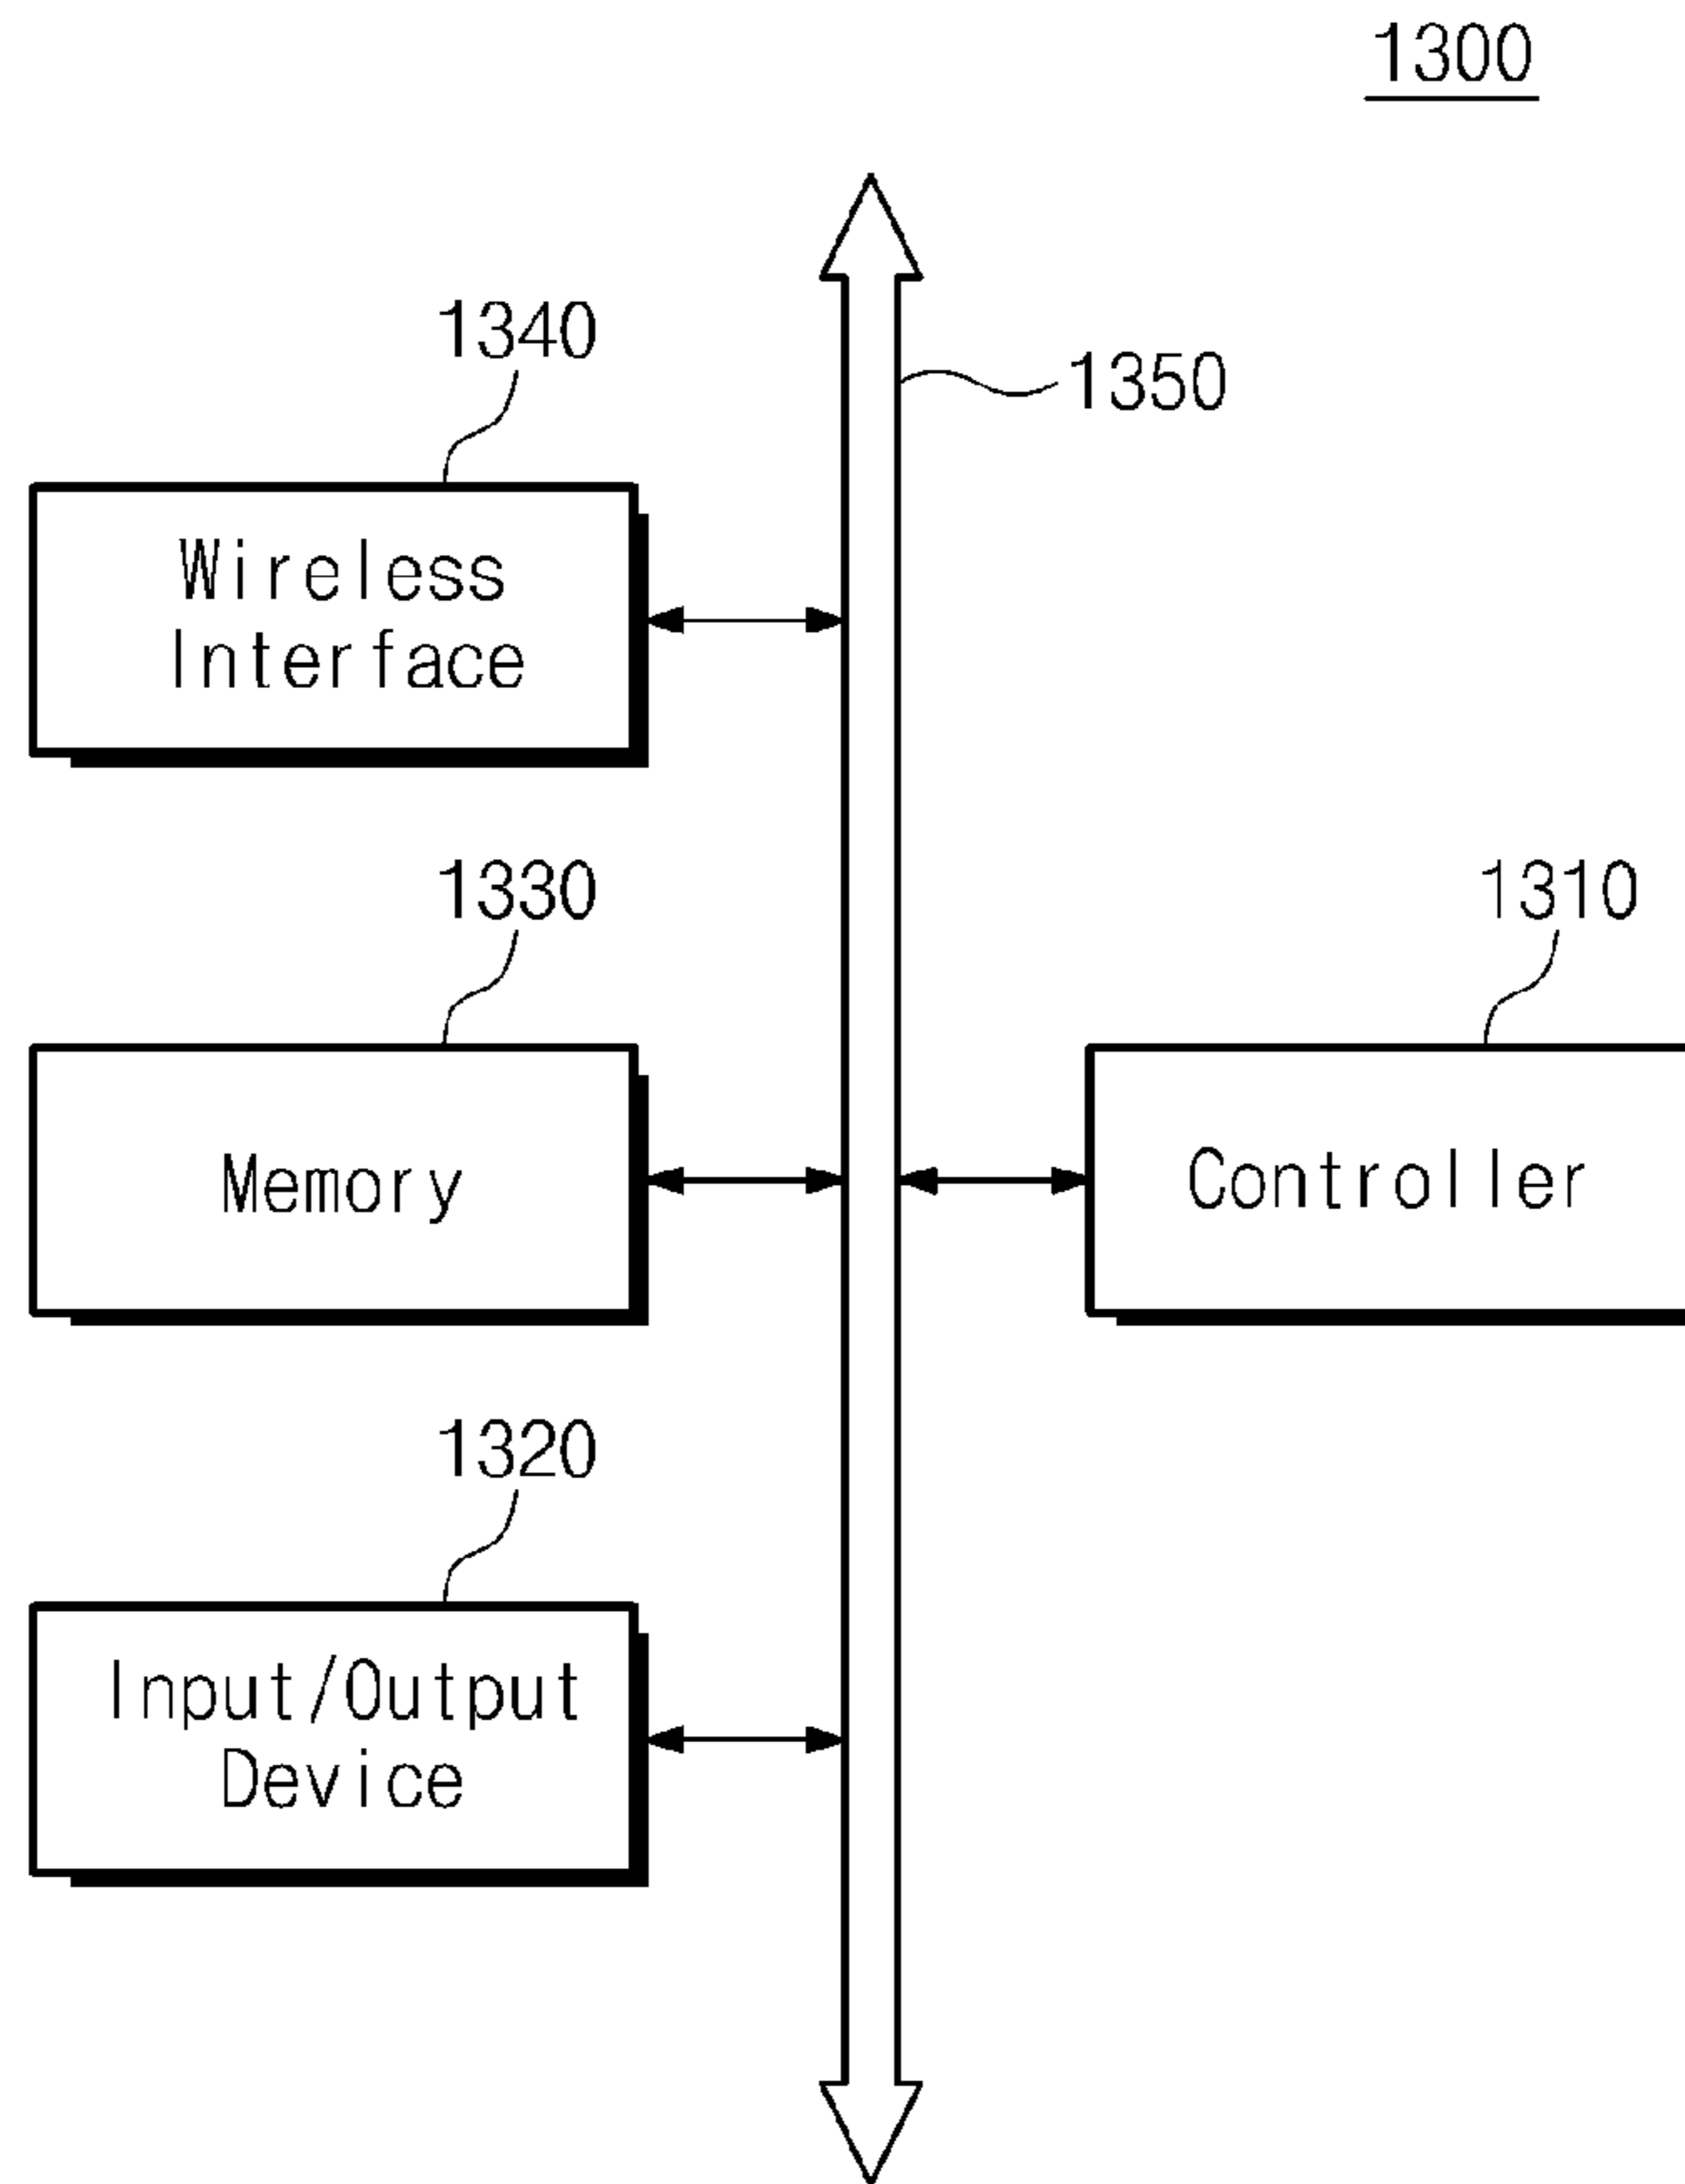 1300
1340
1350
Wireless
Interface
1330
1310
Memory
Controller
1320
Input/Output
Device